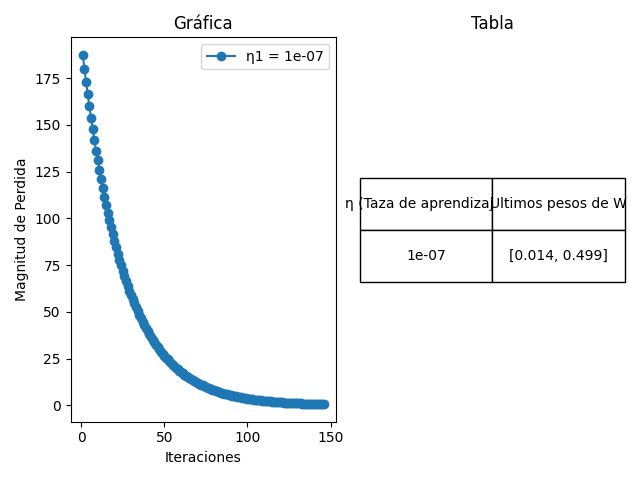 Gráfica
Tabla
η1 = 1e-07
Magnitud de Perdida
175
150
125
100
75
50
25
0
0 50 100 150
Iteraciones
η (Taza de aprendizaj Ultimos pesos de W
1e-07 [0.014, 0.499]